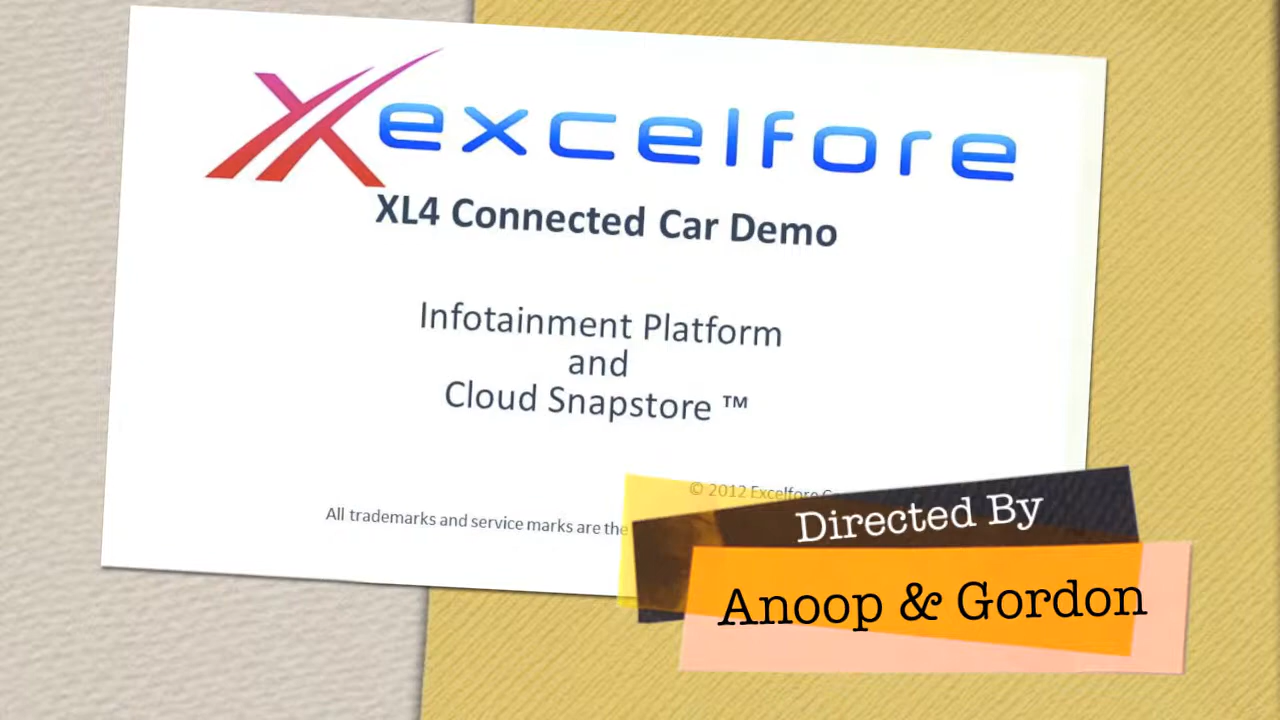 excelfore
XL4 Connected Car Demo
Infotainment Platform
and
Cloud Snapstore ™
© 2012 Excelfore
All trademarks and service marks are the
Directed By
Anoop & Gordon